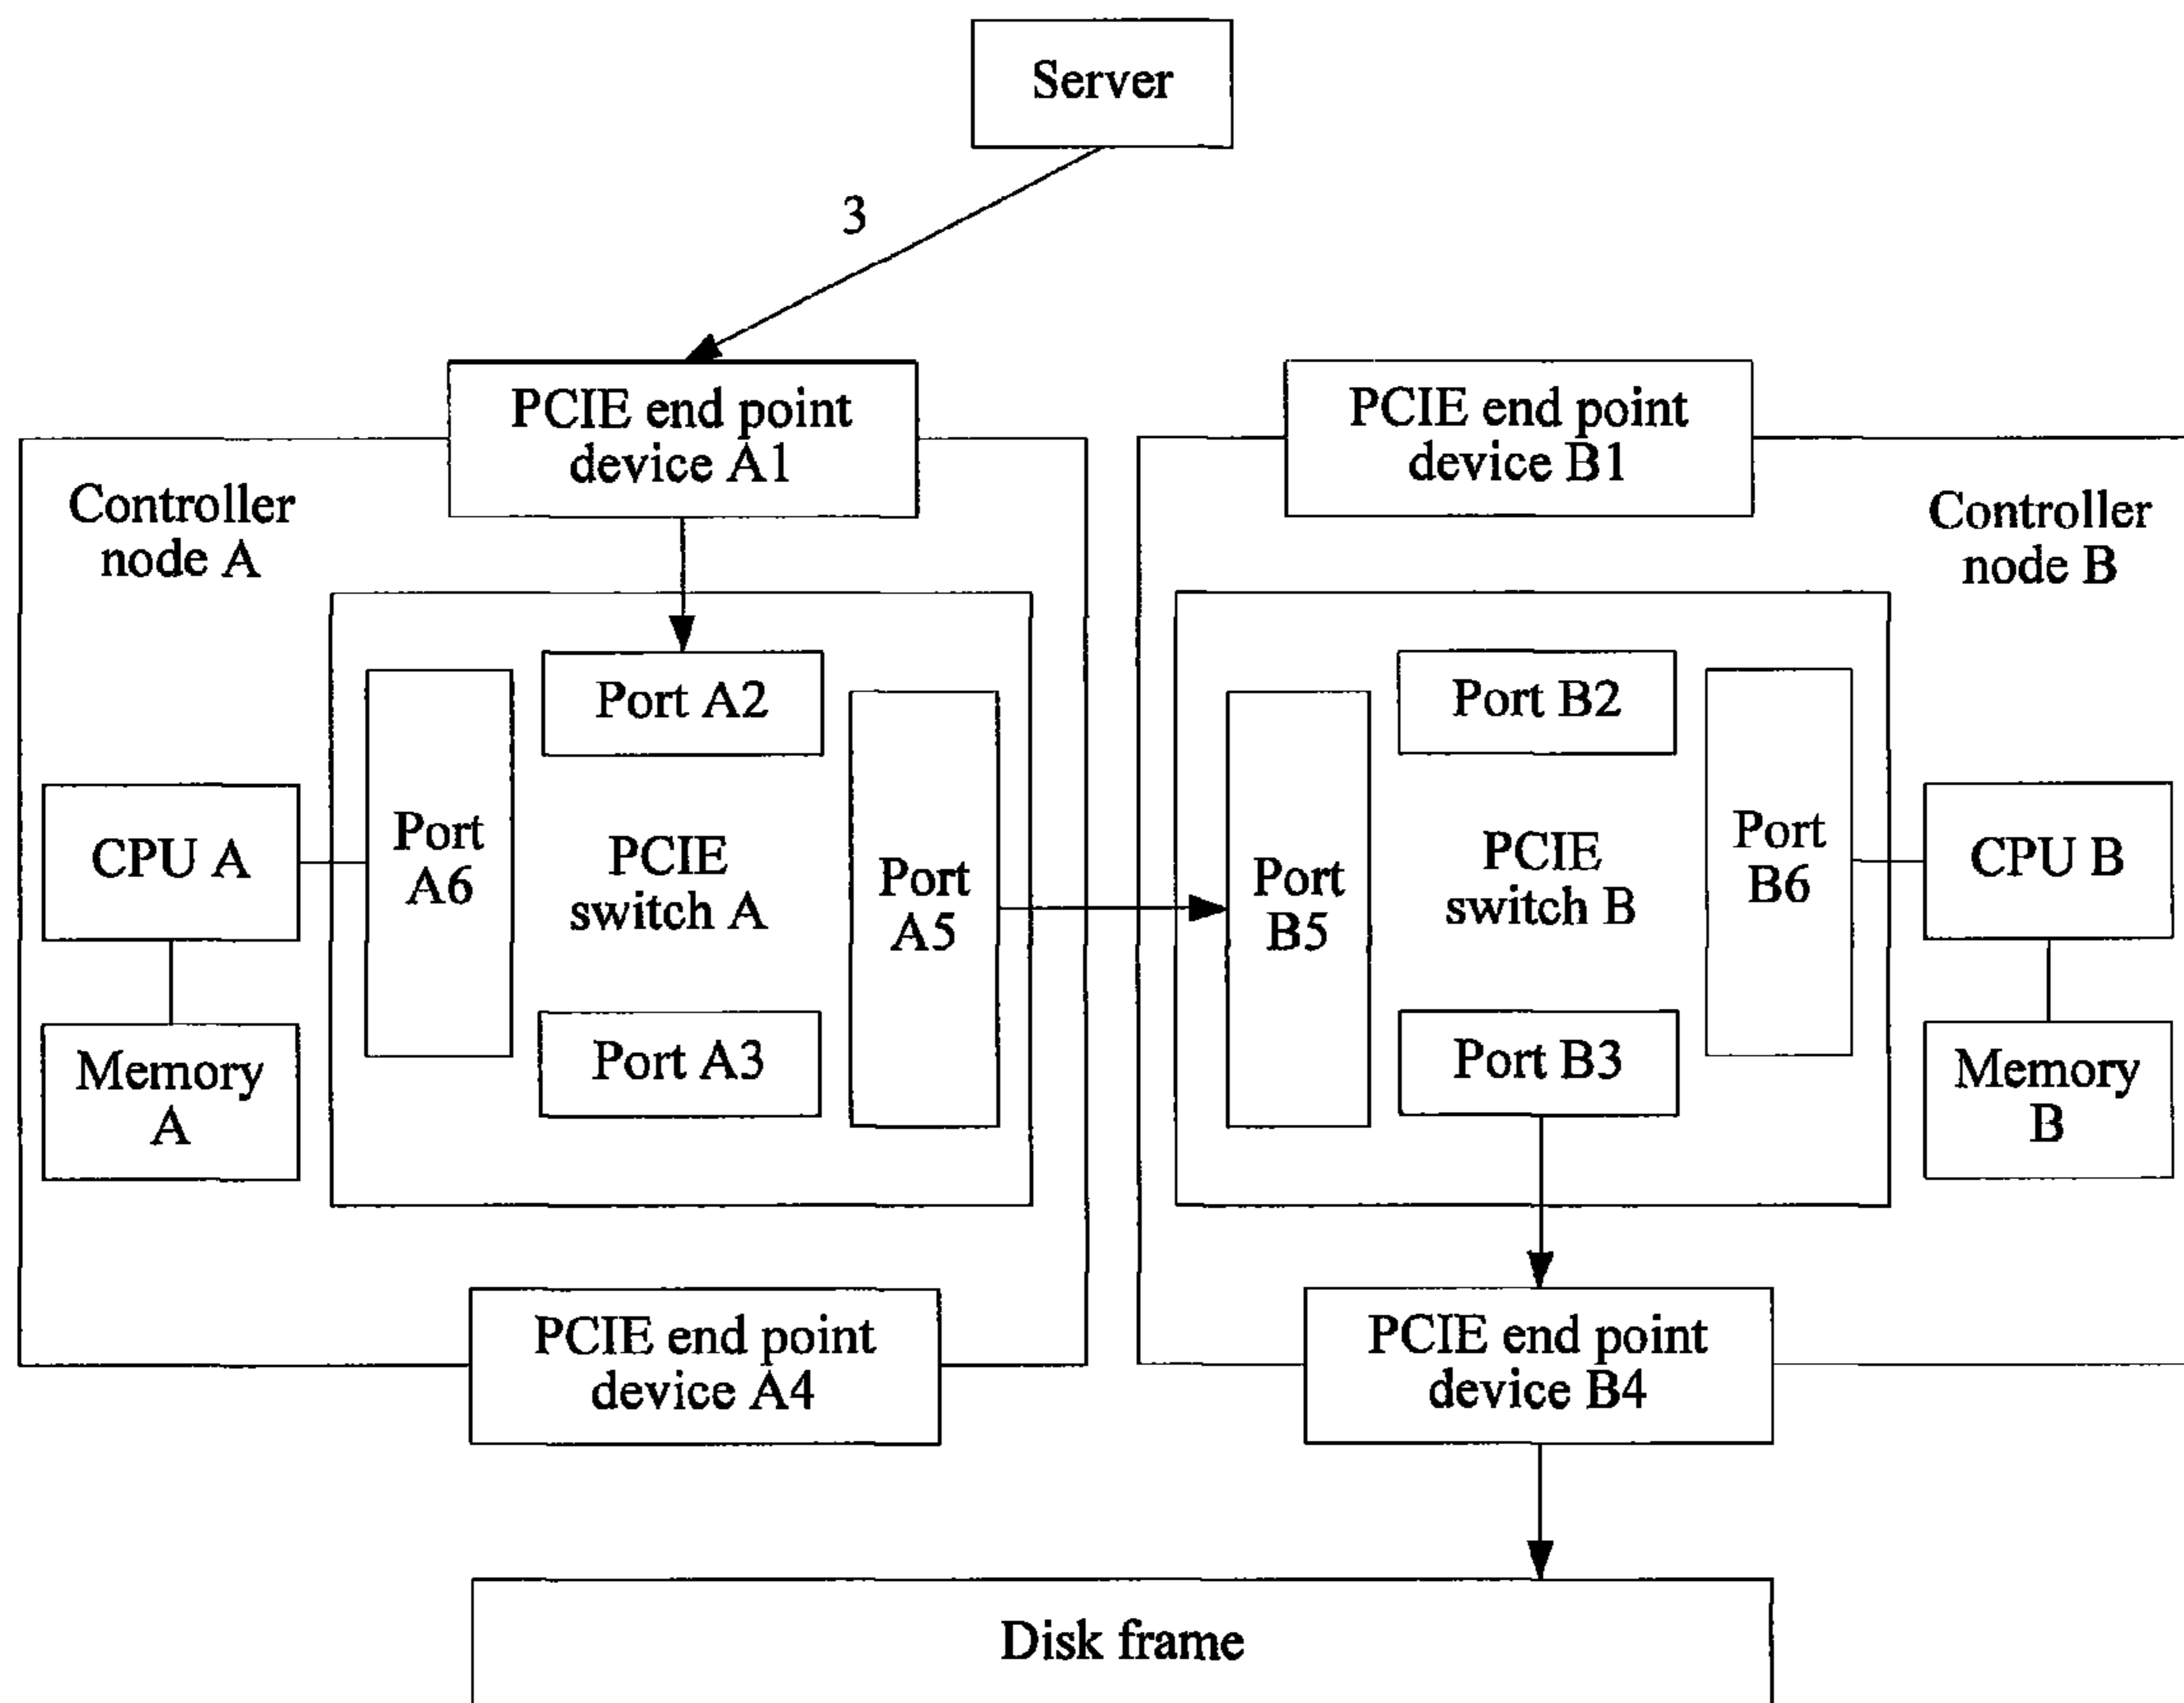 Server
3
PCIE end point
device A1
PCIE end point
device B1
Controller
node A
Controller
node B
Port A2
Port B2
CPU A
Port
A6
PCIE
switch A
Port
A5
Port
B5
PCIE
switch B
Port
B6
CPU B
Memory
A
Port A3
Port B3
Memory
B
PCIE end point
device A4
PCIE end point
device B4
Disk frame